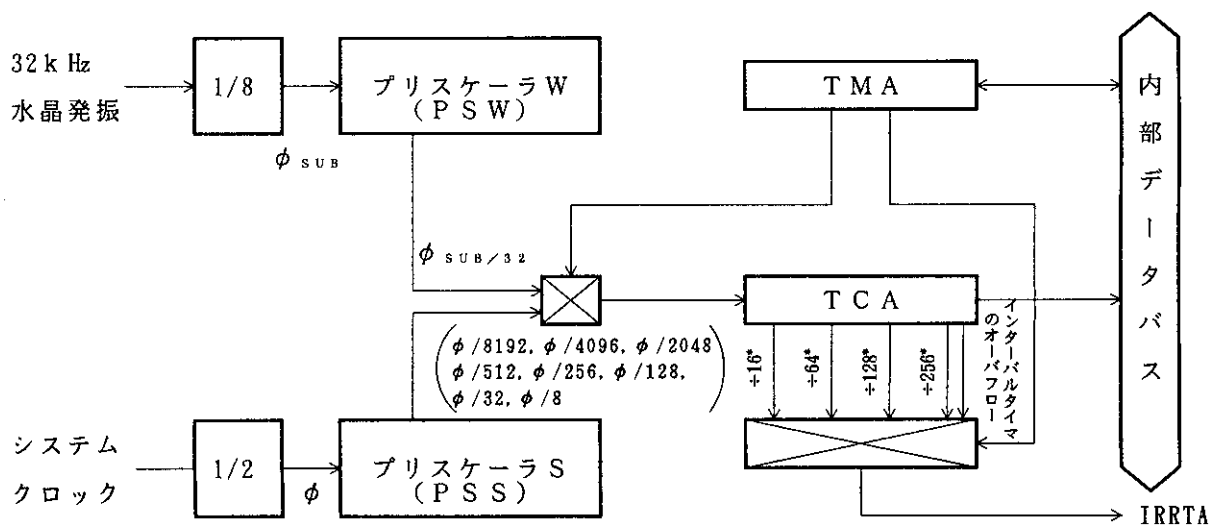 32kHz
水晶発振
1/8
プリスケーラW
(PSW)
TMA
内部データバス
φSUB
φSUB/32
TCA
φ/8192, φ/4096, φ/2048
φ/512, φ/256, φ/128,
φ/32, φ/8
÷16*
÷64*
÷128*
÷256*
インターバルタイマ
のオーバフロー
システム
クロック
1/2
φ
プリスケーラS
(PSS)
IRRTA